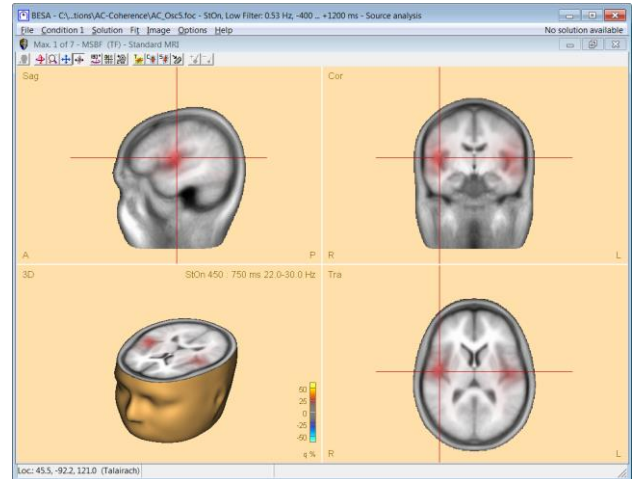 BESA - C:\...tions\AC-Coherence\AC_Osc5.foc - StOn, Low Filter: 0.53 Hz, -400 ... +1200 ms - Source analysis
File Condition 1 Solution Fit Image Options Help No solution available
Max. 1 of 7 - MSBF (TF) - Standard MRI
Sag Cor
A P R L
3D StOn 450 : 750 ms 22.0-30.0 Hz Tra
50
25
0
-25
-50
q % R L
Loc.: 45.5, -92.2, 121.0 (Talairach)